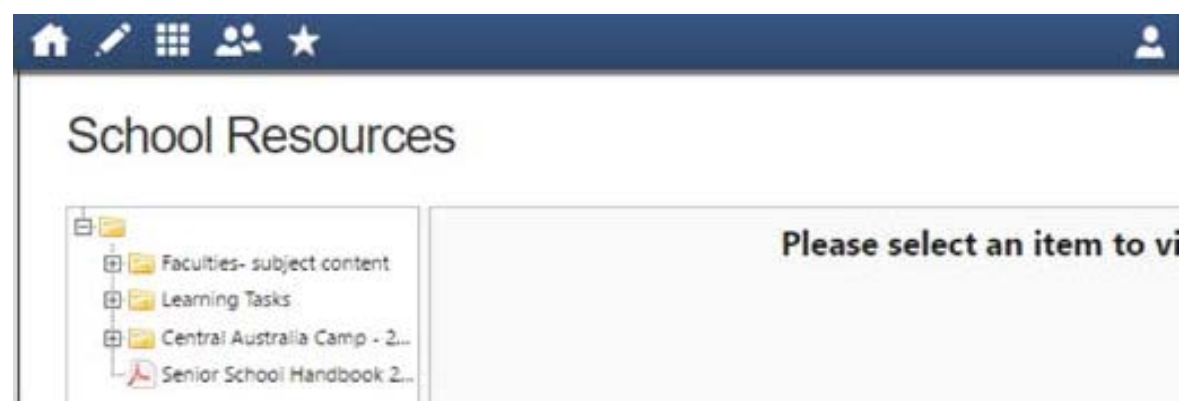 School Resources
Please select an item to vi
Faculties- subject content
Learning Tasks
Central Australia Camp - 2...
Senior School Handbook 2...